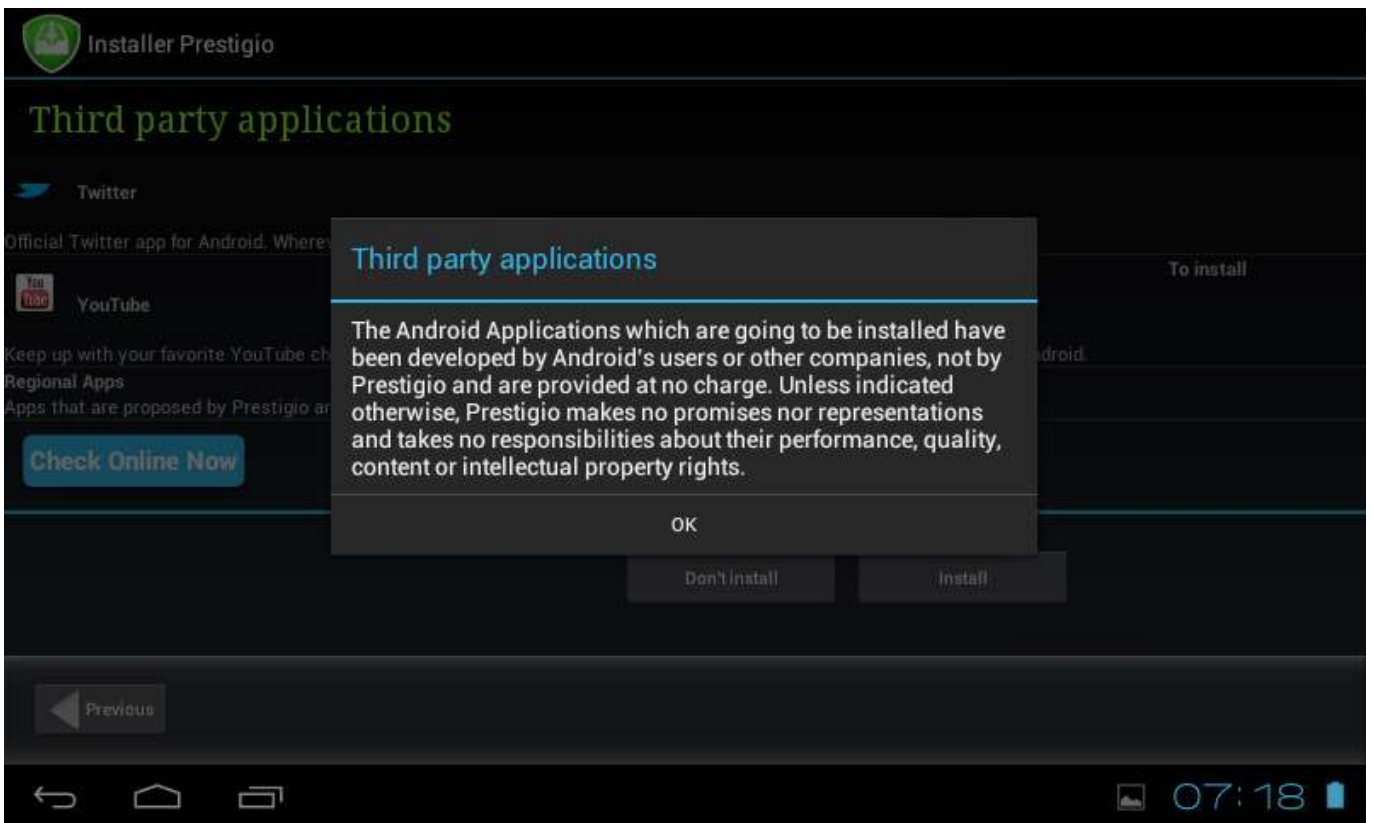 Installer Prestigio
Third party applications
Twitter
Official Twitter app for Android.
To install
You
Tube
YouTube
Keep up with your favorite YouTube
Regional Apps
Apps that are proposed by Prestigio
Check Online Now
Third party applications
The Android Applications which are going to be installed have
been developed by Android's users or other companies, not by
Prestigio and are provided at no charge. Unless indicated
otherwise, Prestigio makes no promises nor representations
and takes no responsibilities about their performance, quality,
content or intellectual property rights.
OK
Don't install
Install
Previous
07:18